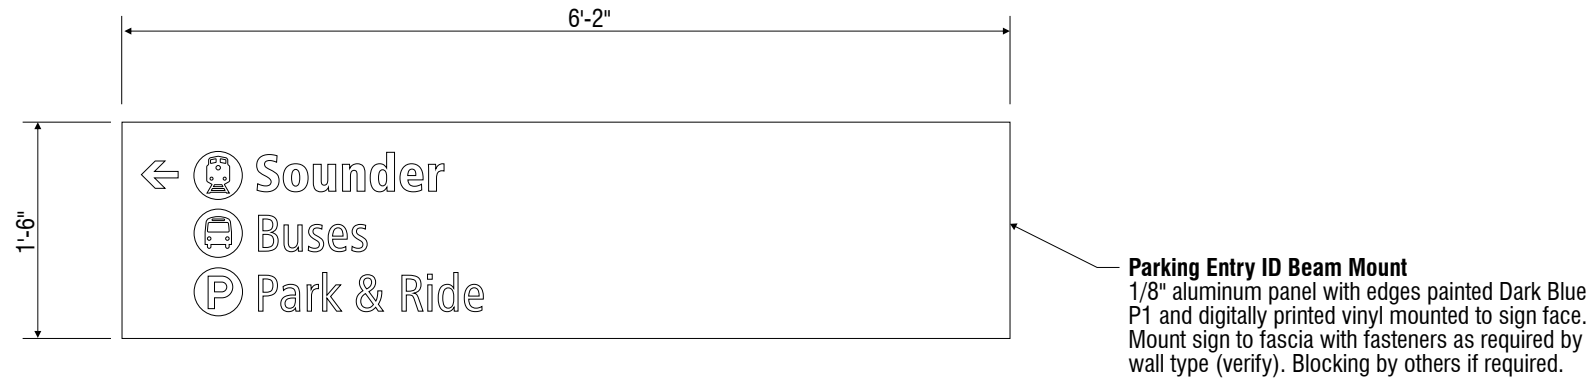 6'-2"
1'-6"
Sounder
Buses
P Park & Ride
Parking Entry ID Beam Mount
1/8" aluminum panel with edges painted Dark Blue
P1 and digitally printed vinyl mounted to sign face.
Mount sign to fascia with fasteners as required by
wall type (verify). Blocking by others if required.